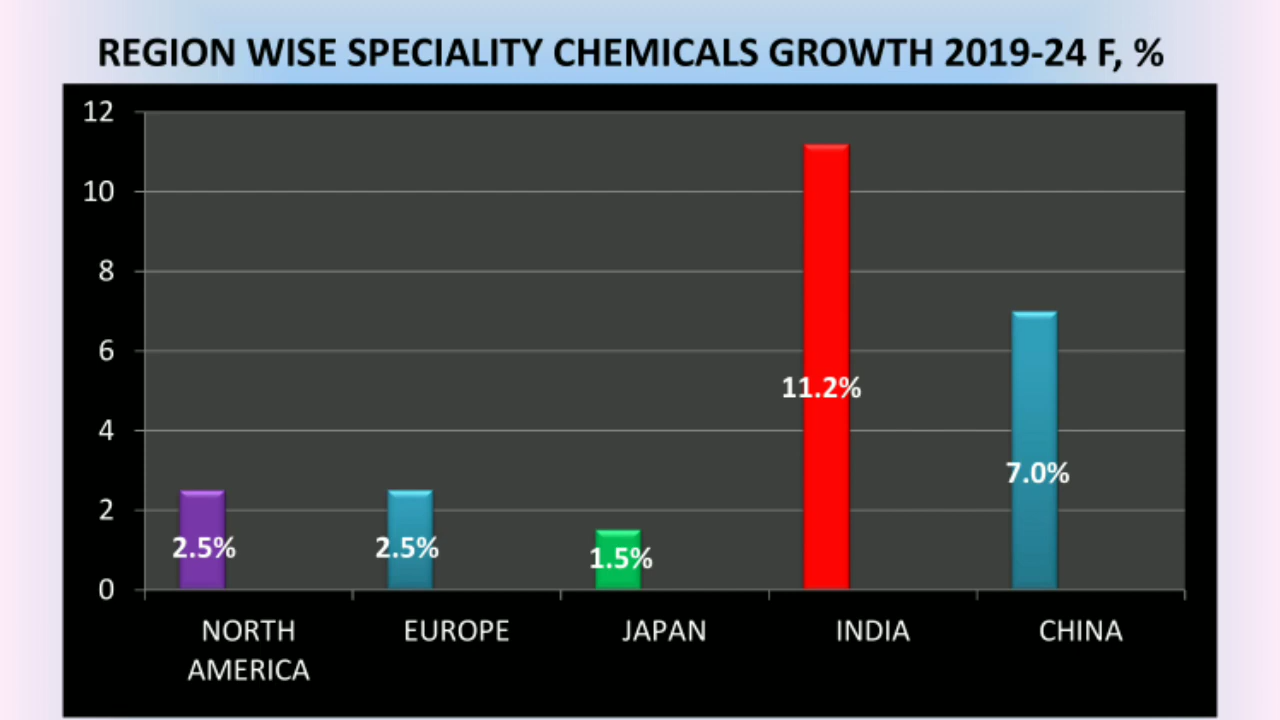 REGION WISE SPECIALITY CHEMICALS GROWTH 2019-24 F, %
12
10
8
6
4
2
0
11.2%
7.0%
2.5%
2.5%
1.5%
NORTH AMERICA
EUROPE
JAPAN
INDIA
CHINA